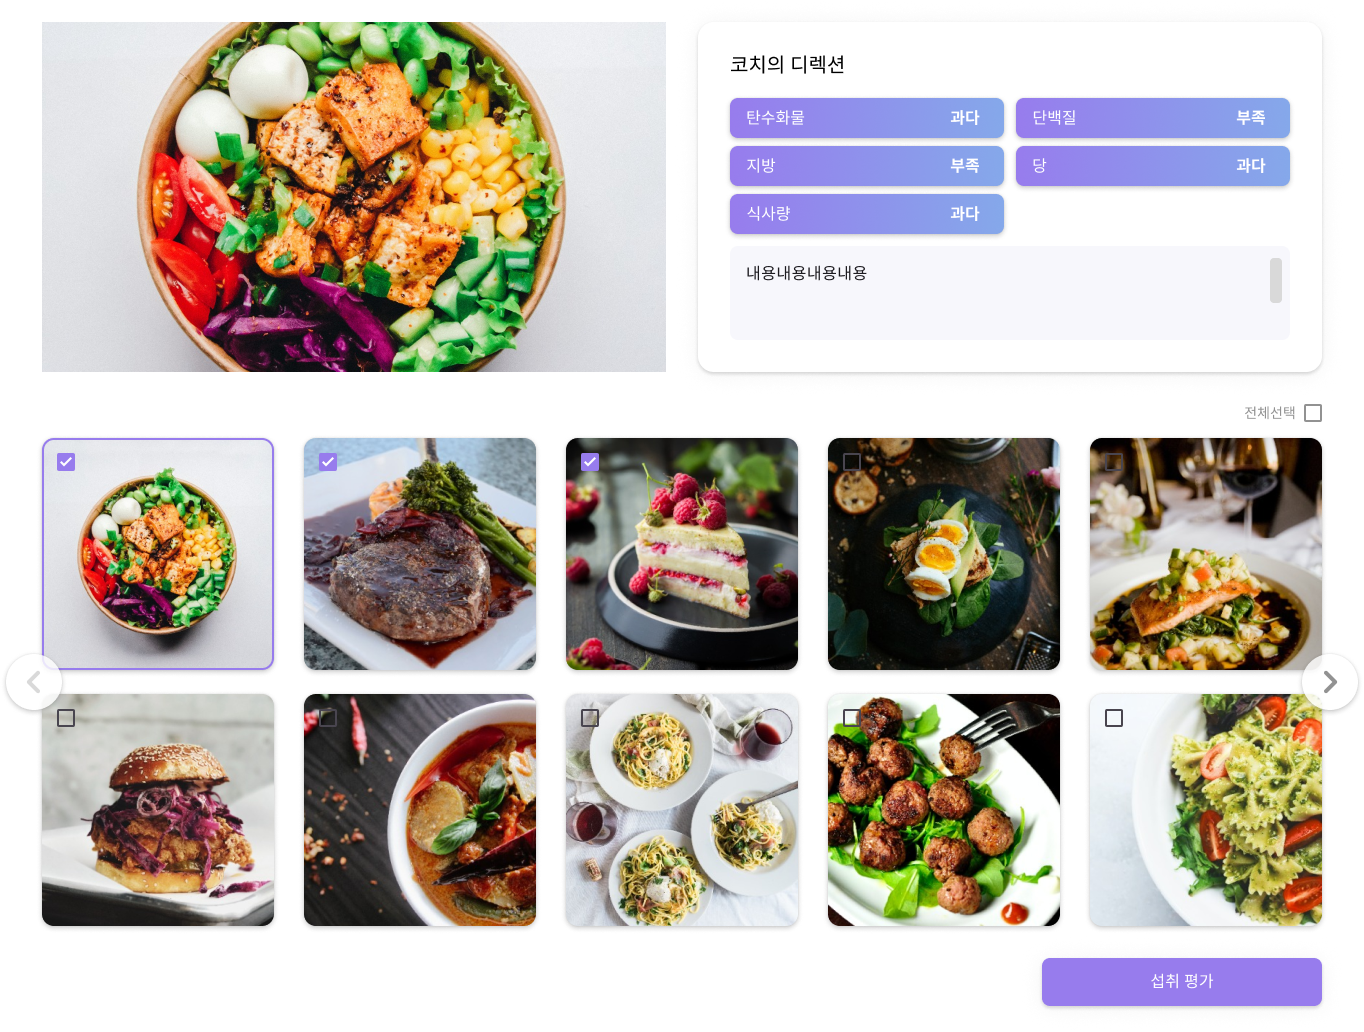 코치의 디렉션
탄수화물 과다
단백질 부족
지방 부족
당 과다
식사량 과다
내용내용내용내용
전체선택
섭취 평가